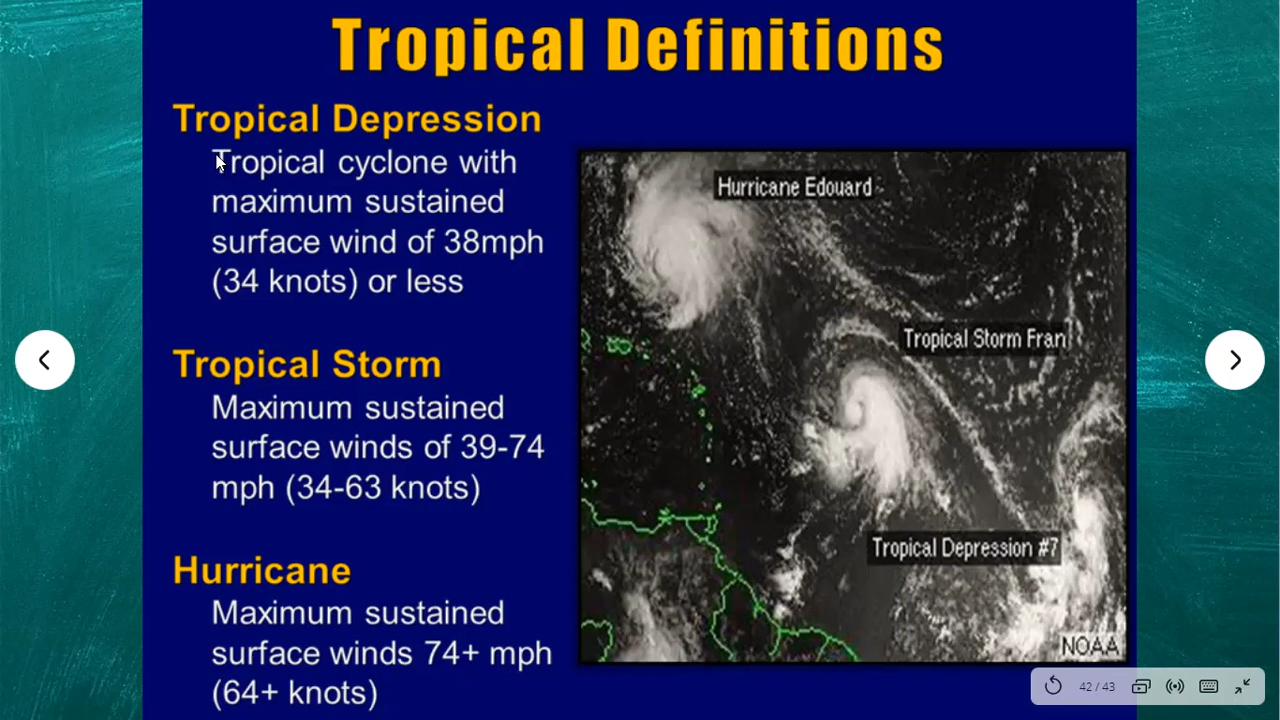 Tropical Definitions
Tropical Depression
Tropical cyclone with
maximum sustained
surface wind of 38mph
(34 knots) or less
Tropical Storm
Maximum sustained
surface winds of 39-74
mph (34-63 knots)
Hurricane
Maximum sustained
surface winds 74+ mph
(64+ knots)
Hurricane Edouard
Tropical Storm Fran
Tropical Depression #7
NOAA
42 / 43